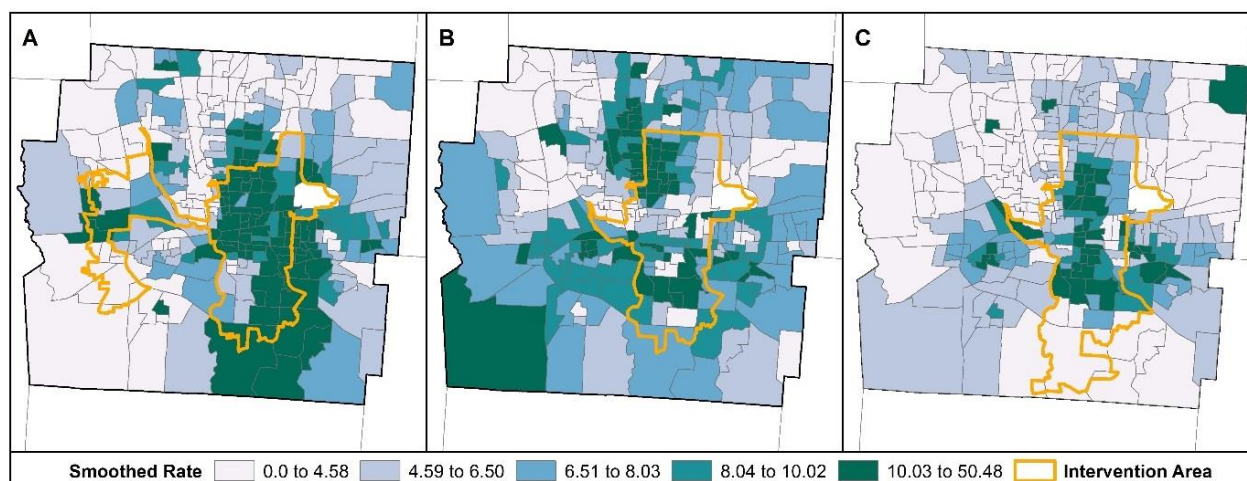 A
B
C
Smoothed Rate 0.0 to 4.58 4.59 to 6.50 6.51 to 8.03 8.04 to 10.02 10.03 to 50.48 Intervention Area